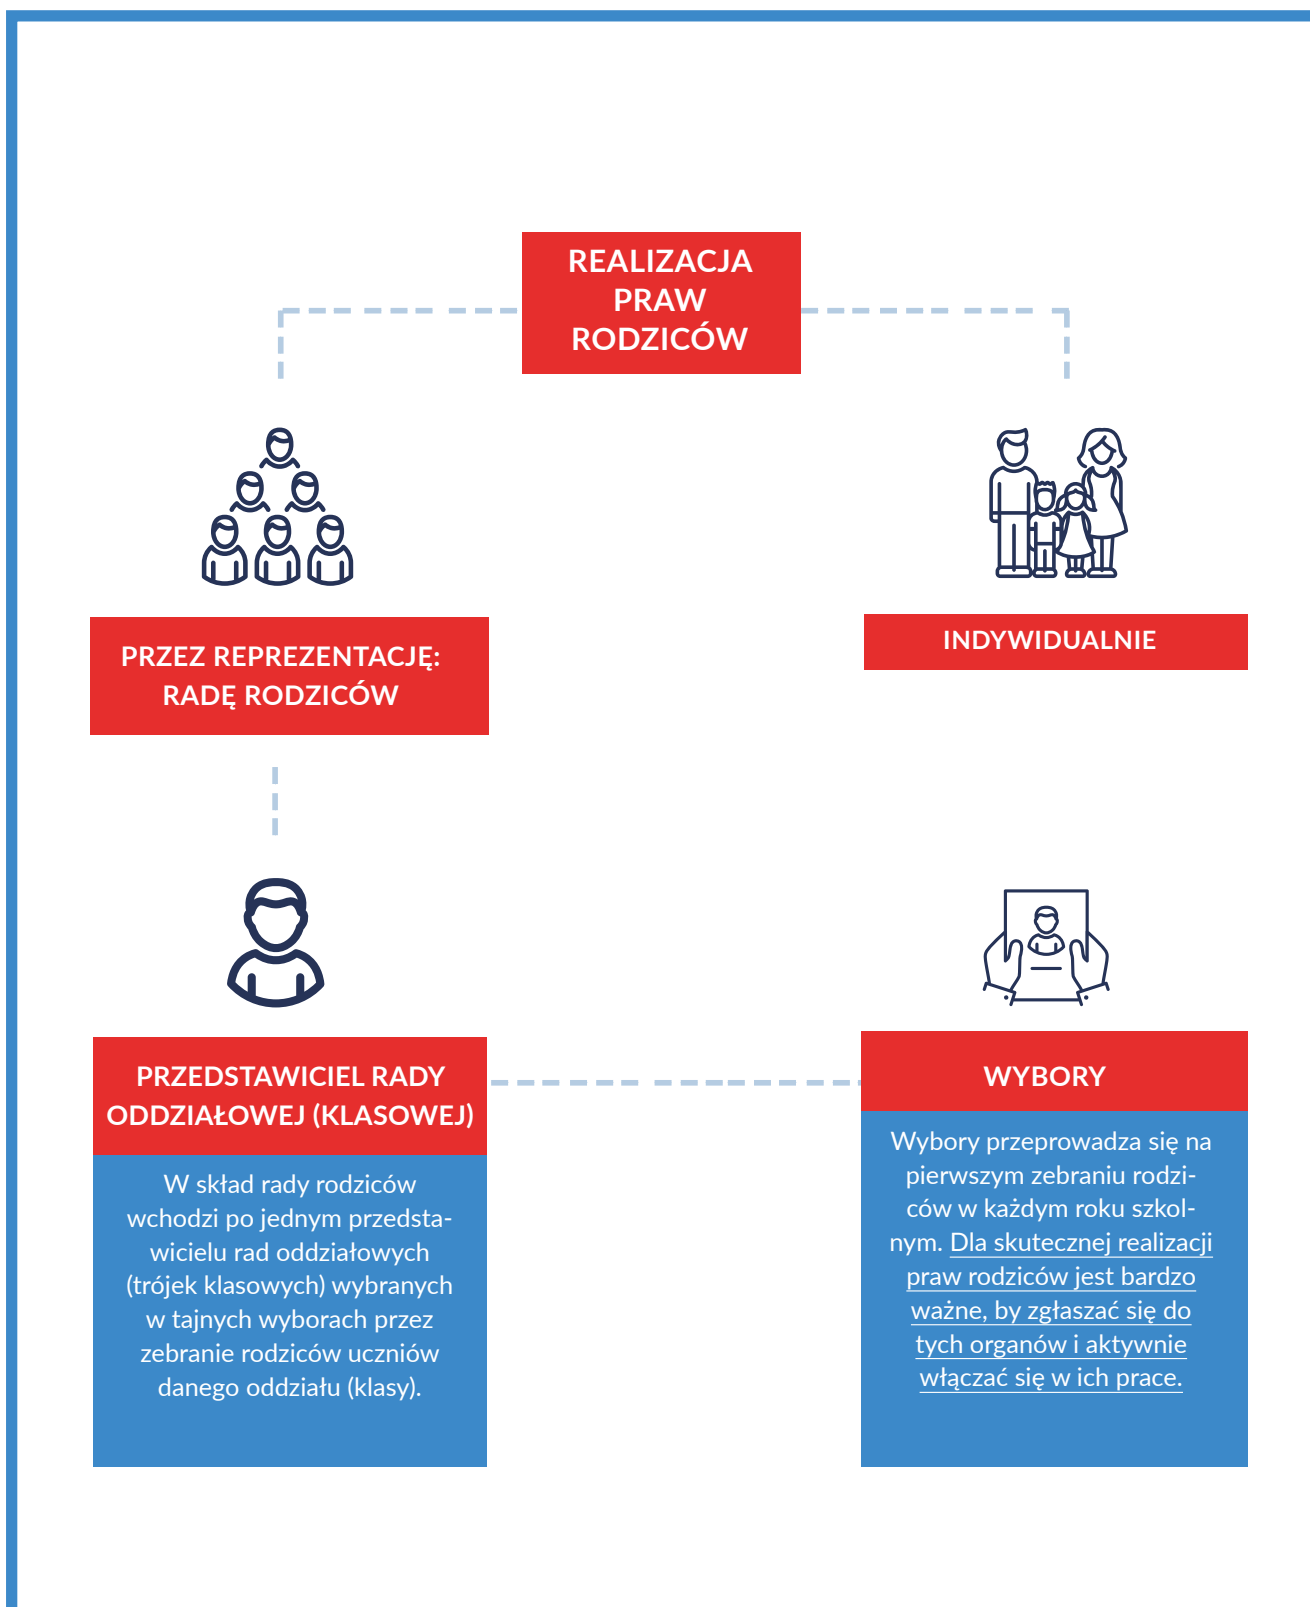 REALIZACJA
PRAW
RODZICÓW
PRZEZ REPREZENTACJĘ:
RADĘ RODZICÓW
INDYWIDUALNIE
PRZEDSTAWICIEL RADY
ODDZIAŁOWEJ (KLASOWEJ)
W skład rady rodziców
wchodzi po jednym przedsta-
wicielu rad oddziałowych
(trójek klasowych) wybranych
w tajnych wyborach przez
zebranie rodziców uczniów
danego oddziału (klasy).
WYBORY
Wybory przeprowadza się na
pierwszym zebraniu rodzi-
ców w każdym roku szkol-
nym. Dla skutecznej realizacji
praw rodziców jest bardzo
ważne, by zgłaszać się do
tych organów i aktywnie
włączać się w ich prace.